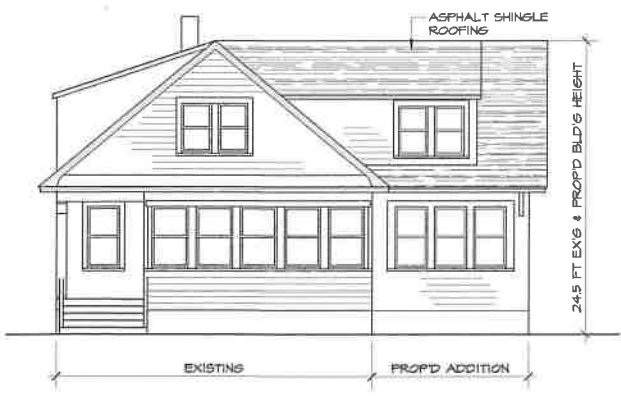 ASPHALT SHINGLE
ROOFING
24.5 FT EX'G & PROP'D BLD'G HEIGHT
EXISTING
PROP'D ADDITION